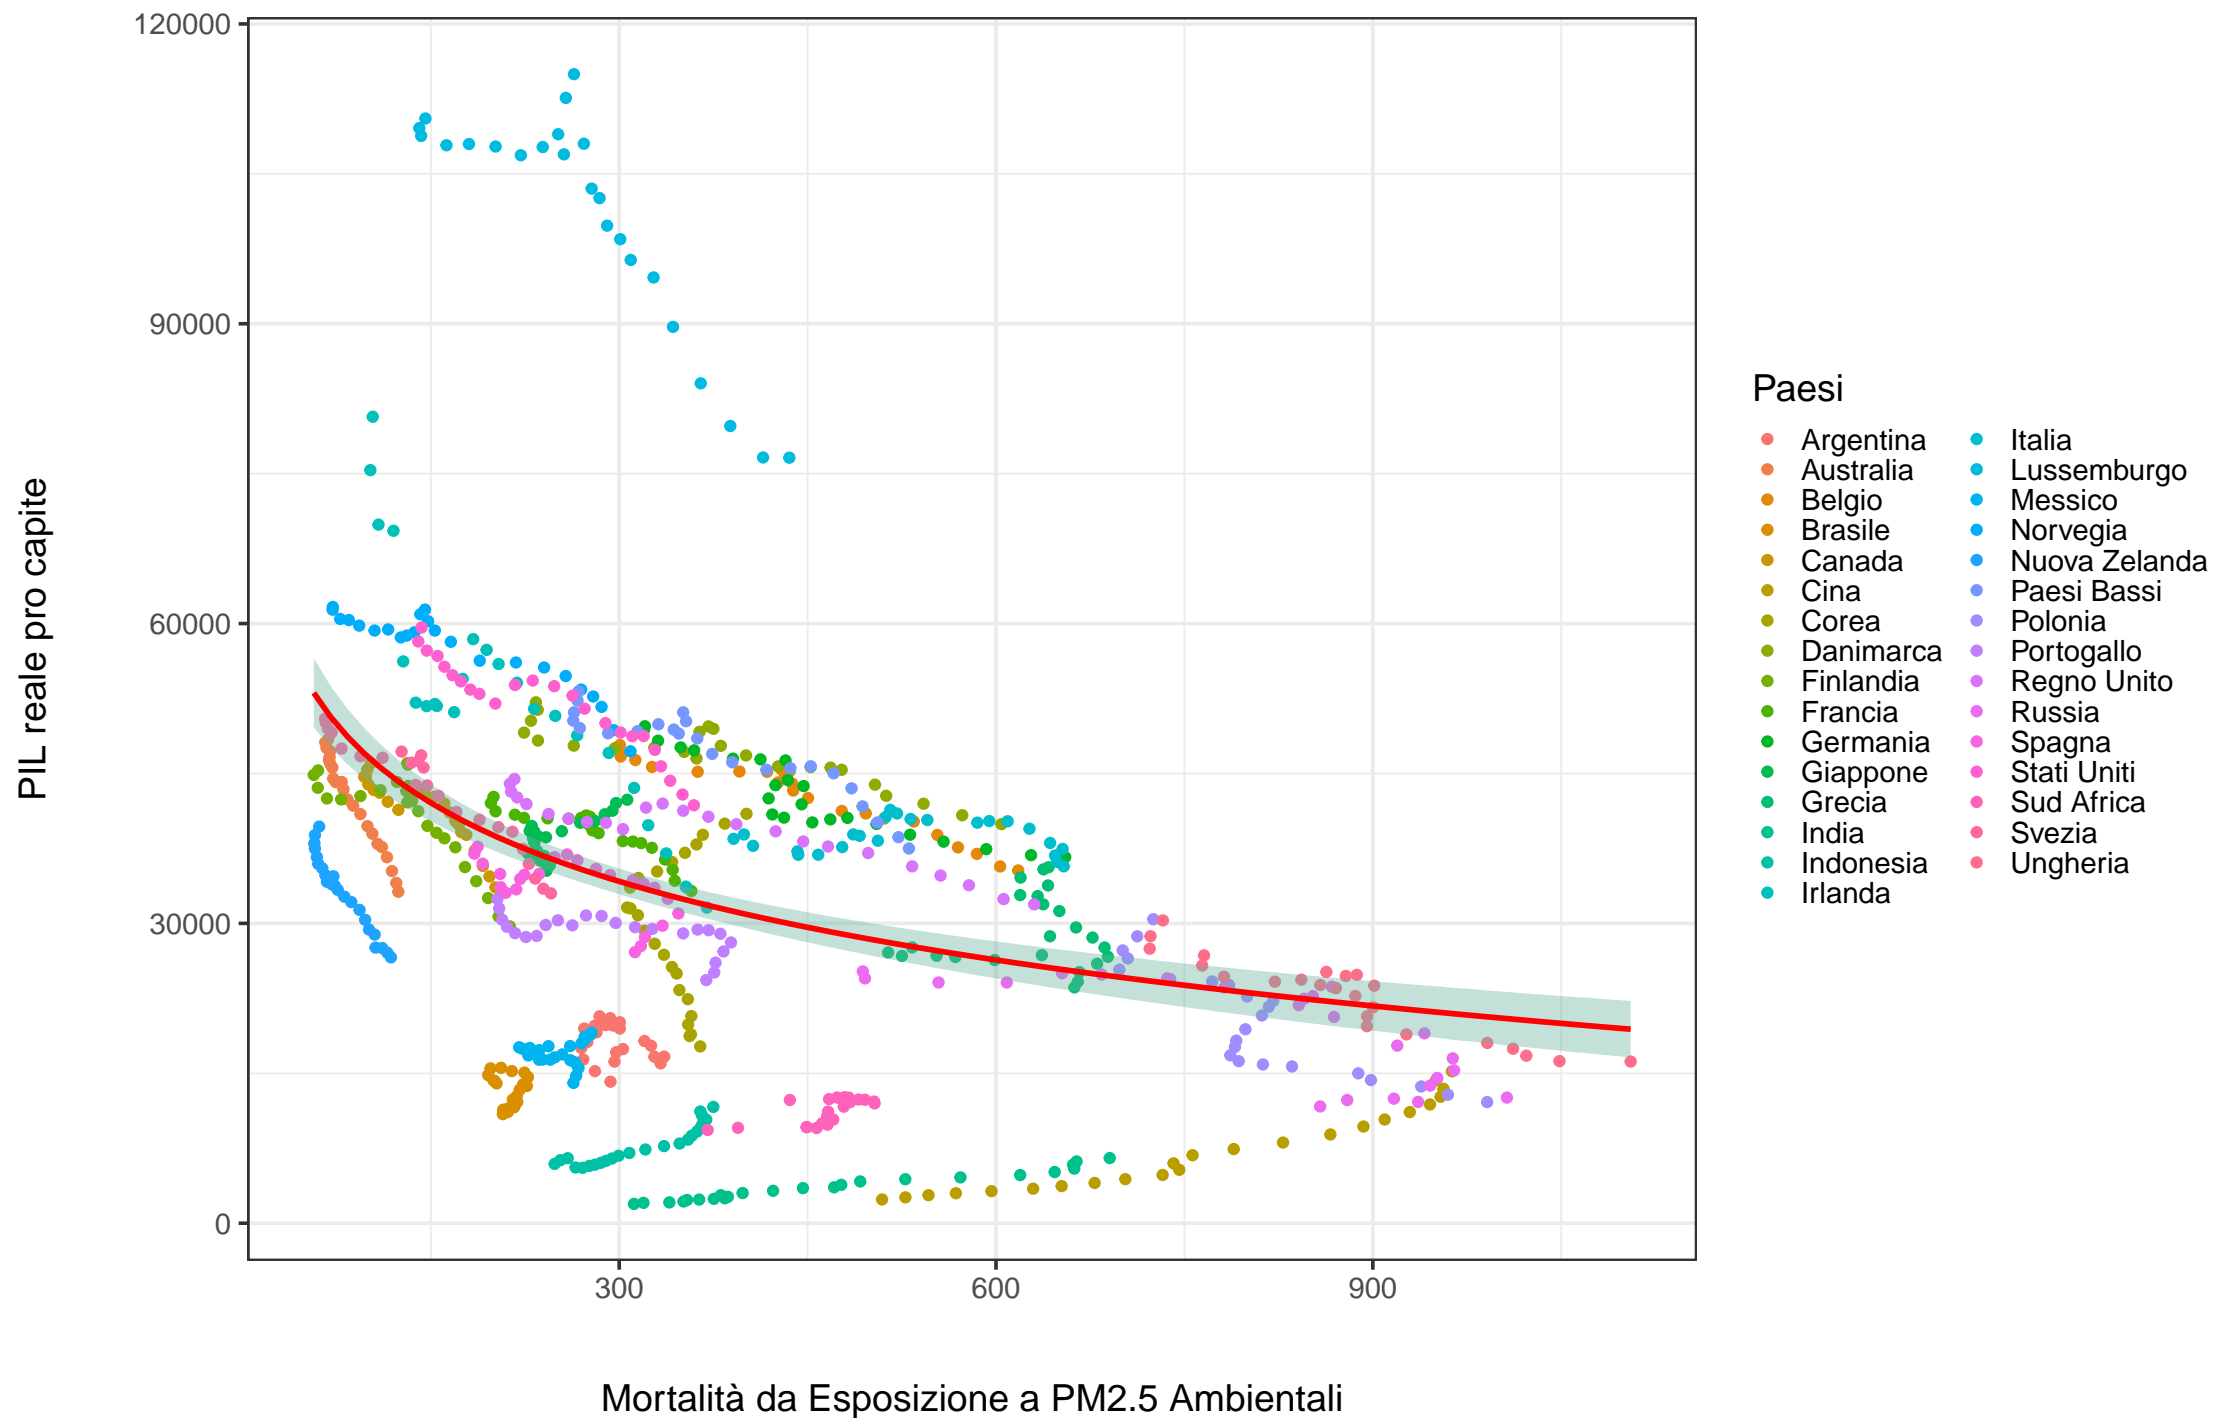 120000
90000
60000
30000
0
PIL reale pro capite
300
600
900
Mortalità da Esposizione a PM2.5 Ambientali
Paesi
Argentina
Australia
Belgio
Brasile
Canada
Cina
Corea
Danimarca
Finlandia
Francia
Germania
Giappone
Grecia
India
Indonesia
Irlanda
Italia
Lussemburgo
Messico
Norvegia
Nuova Zelanda
Paesi Bassi
Polonia
Portogallo
Regno Unito
Russia
Spagna
Stati Uniti
Sud Africa
Svezia
Ungheria